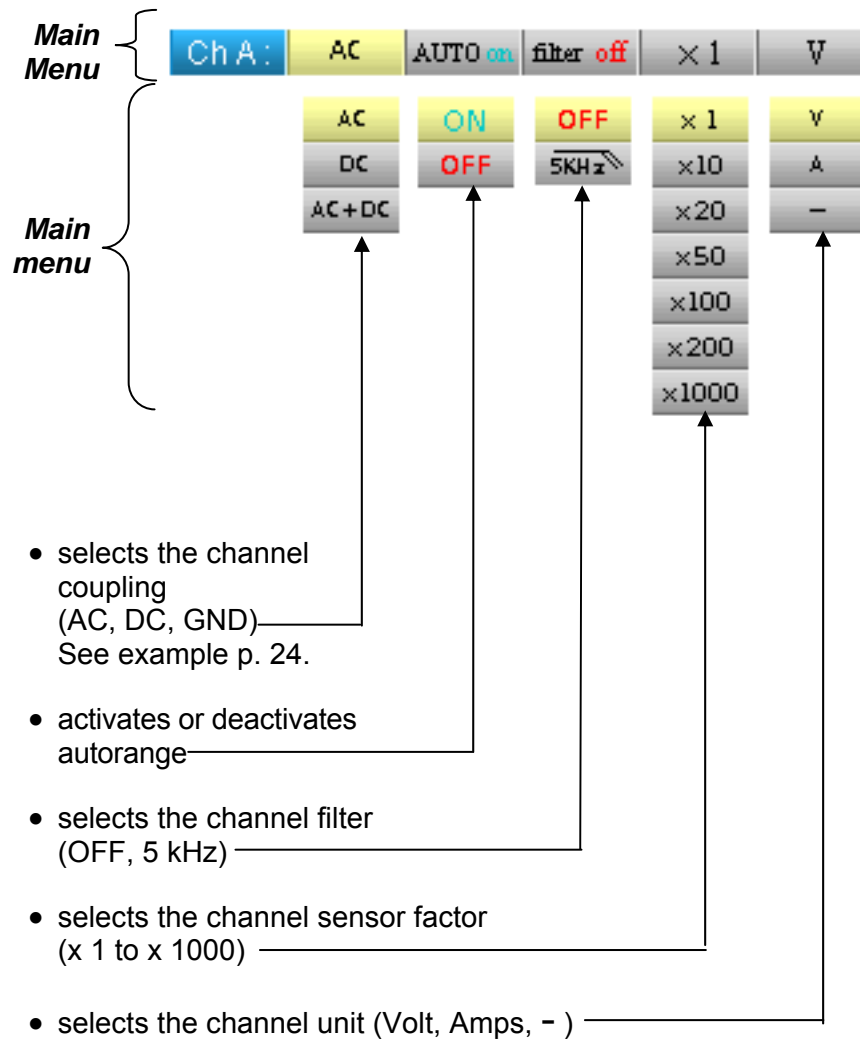 Main
Menu
Ch A : AC AUTO on filter off × 1 V
AC ON OFF × 1 V
DC OFF 5KHz ×10 A
AC+DC ×20 −
Main
menu
×50
×100
×200
×1000
• selects the channel
coupling
(AC, DC, GND)
See example p. 24.
• activates or deactivates
autorange
• selects the channel filter
(OFF, 5 kHz)
• selects the channel sensor factor
(x 1 to x 1000)
• selects the channel unit (Volt, Amps, - )